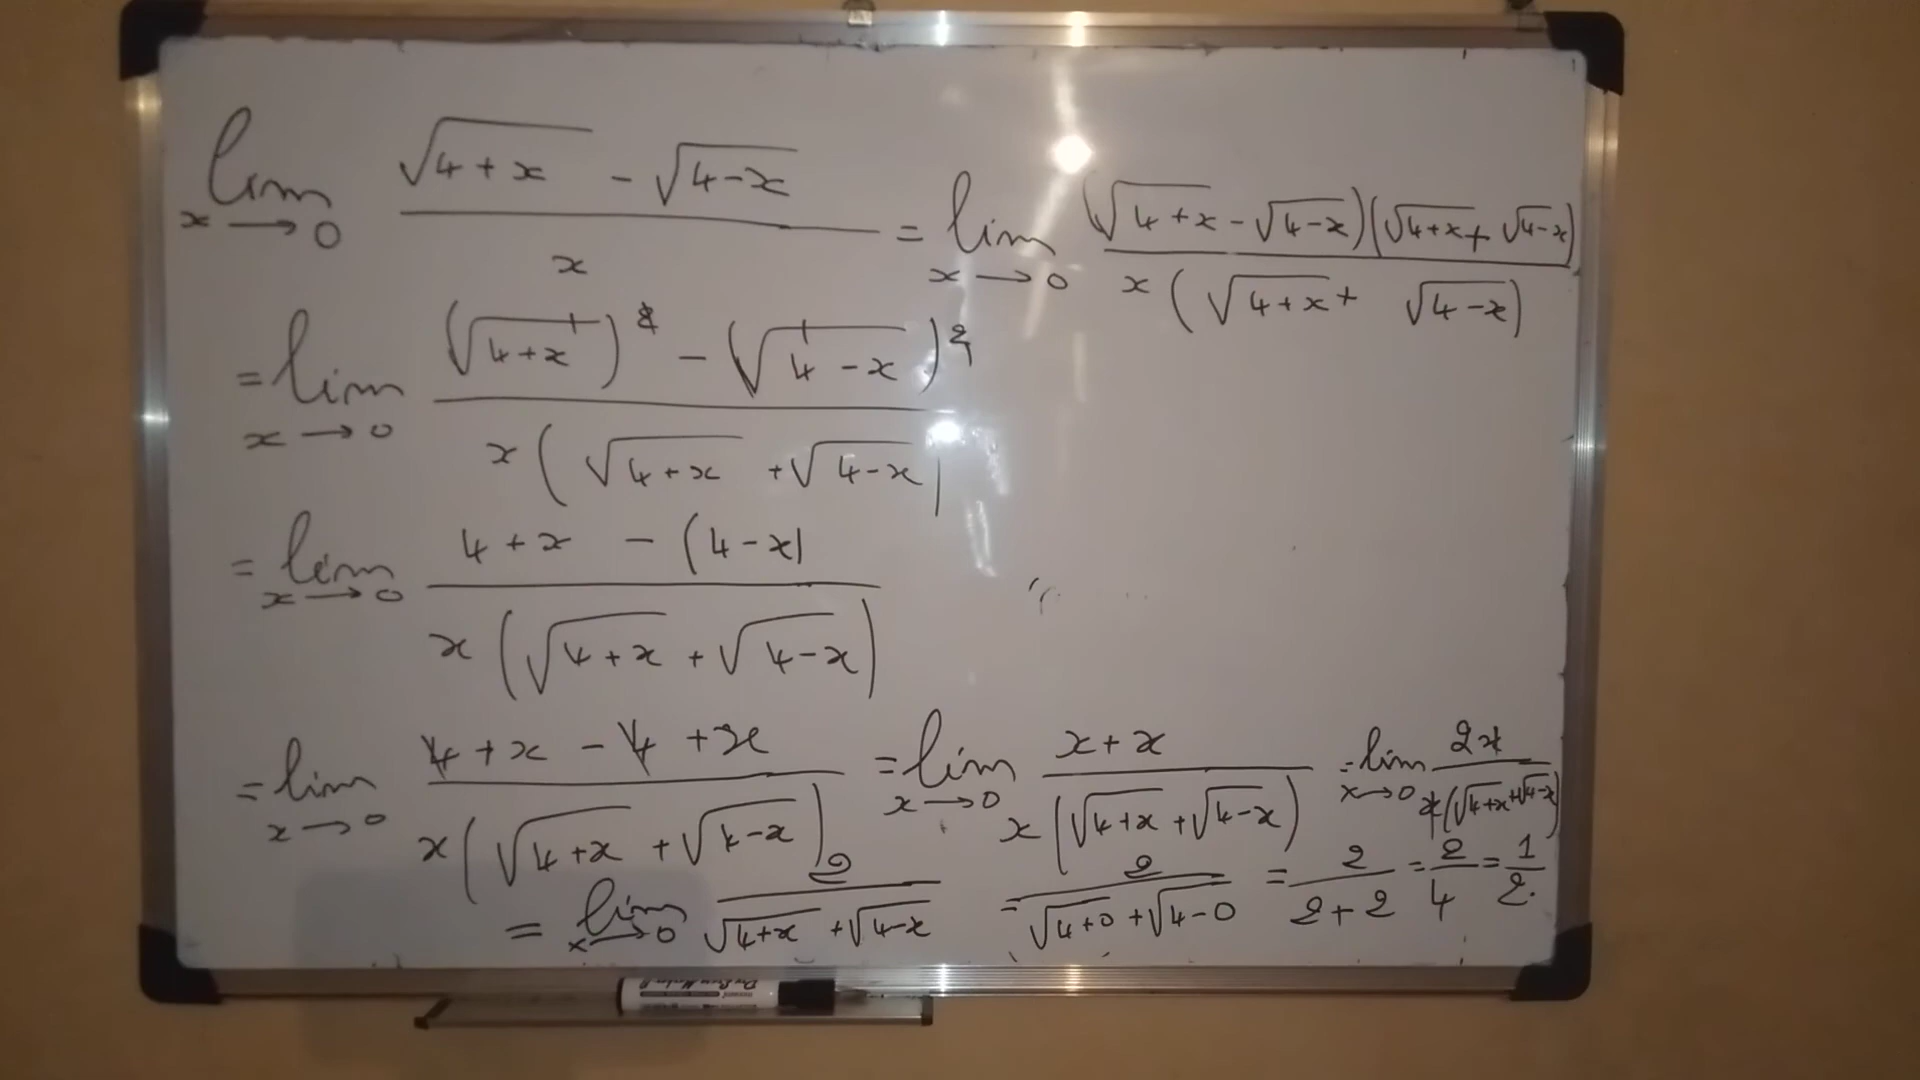 lim x→0 (√(4+x) - √(4-x)) / x = lim x→0 (√(4+x) - √(4-x))(√(4+x) + √(4-x)) / x(√(4+x) + √(4-x))
= lim x→0 ((√(4+x))² - (√(4-x))²) / x(√(4+x) + √(4-x))
= lim x→0 (4+x - (4-x)) / x(√(4+x) + √(4-x))
= lim x→0 (4+x-4+x) / x(√(4+x) + √(4-x)) = lim x→0 (x+x) / x(√(4+x) + √(4-x)) = lim x→0 2x / x(√(4+x) + √(4-x))
= lim x→0 2 / (√(4+x) + √(4-x)) = 2 / (√(4+0) + √(4-0)) = 2 / (2+2) = 2/4 = 1/2.